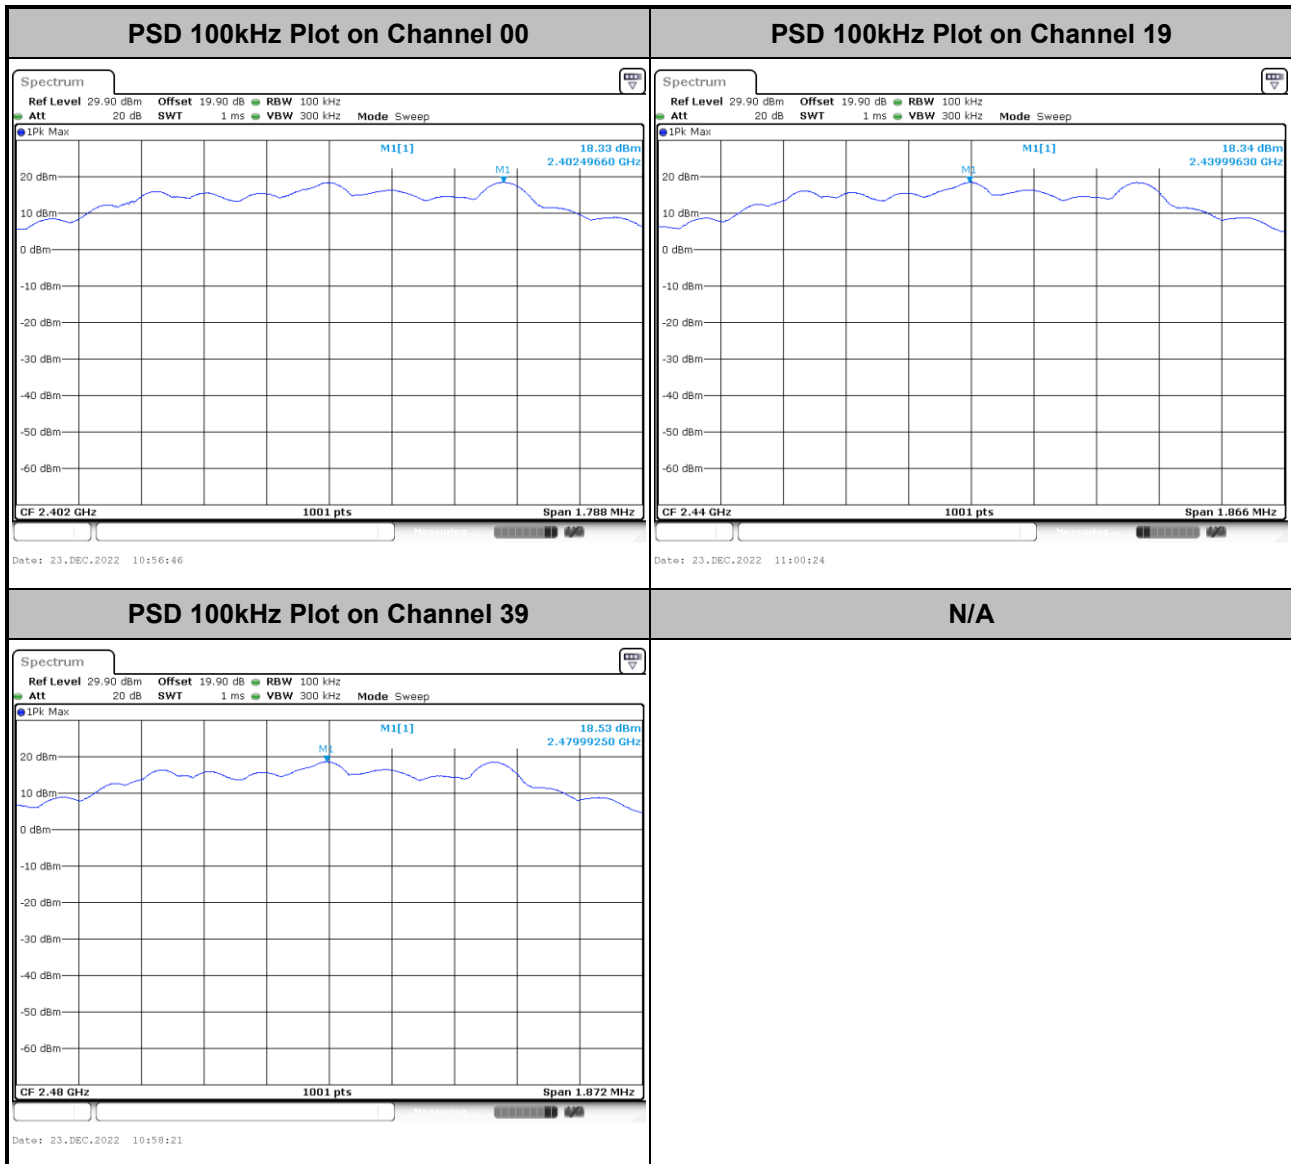 PSD 100kHz Plot on Channel 00
PSD 100kHz Plot on Channel 19
Spectrum
Ref Level 29.90 dBm Offset 19.90 dB RBW 100 kHz
Att 20 dB SWT 1 ms VBW 300 kHz Mode Sweep
1Pk Max
M1[1] 18.33 dBm
2.40249660 GHz
M1
20 dBm
10 dBm
0 dBm
-10 dBm
-20 dBm
-30 dBm
-40 dBm
-50 dBm
-60 dBm
CF 2.402 GHz 1001 pts Span 1.788 MHz
Measuring...
Date: 23.DEC.2022 10:56:46
Spectrum
Ref Level 29.90 dBm Offset 19.90 dB RBW 100 kHz
Att 20 dB SWT 1 ms VBW 300 kHz Mode Sweep
1Pk Max
M1[1] 18.34 dBm
2.43999630 GHz
M1
20 dBm
10 dBm
0 dBm
-10 dBm
-20 dBm
-30 dBm
-40 dBm
-50 dBm
-60 dBm
CF 2.44 GHz 1001 pts Span 1.866 MHz
Measuring...
Date: 23.DEC.2022 11:00:24
PSD 100kHz Plot on Channel 39
N/A
Spectrum
Ref Level 29.90 dBm Offset 19.90 dB RBW 100 kHz
Att 20 dB SWT 1 ms VBW 300 kHz Mode Sweep
1Pk Max
M1[1] 18.53 dBm
2.47999250 GHz
M1
20 dBm
10 dBm
0 dBm
-10 dBm
-20 dBm
-30 dBm
-40 dBm
-50 dBm
-60 dBm
CF 2.48 GHz 1001 pts Span 1.872 MHz
Measuring...
Date: 23.DEC.2022 10:58:21